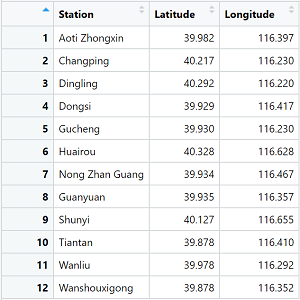 Station Latitude Longitude
1 Aoti Zhongxin 39.982 116.397
2 Changping 40.217 116.230
3 Dingling 40.292 116.220
4 Dongsi 39.929 116.417
5 Gucheng 39.930 116.230
6 Huairou 40.328 116.628
7 Nong Zhan Guang 39.934 116.467
8 Guanyuan 39.935 116.357
9 Shunyi 40.127 116.655
10 Tiantan 39.878 116.410
11 Wanliu 39.978 116.292
12 Wanshouxigong 39.878 116.352